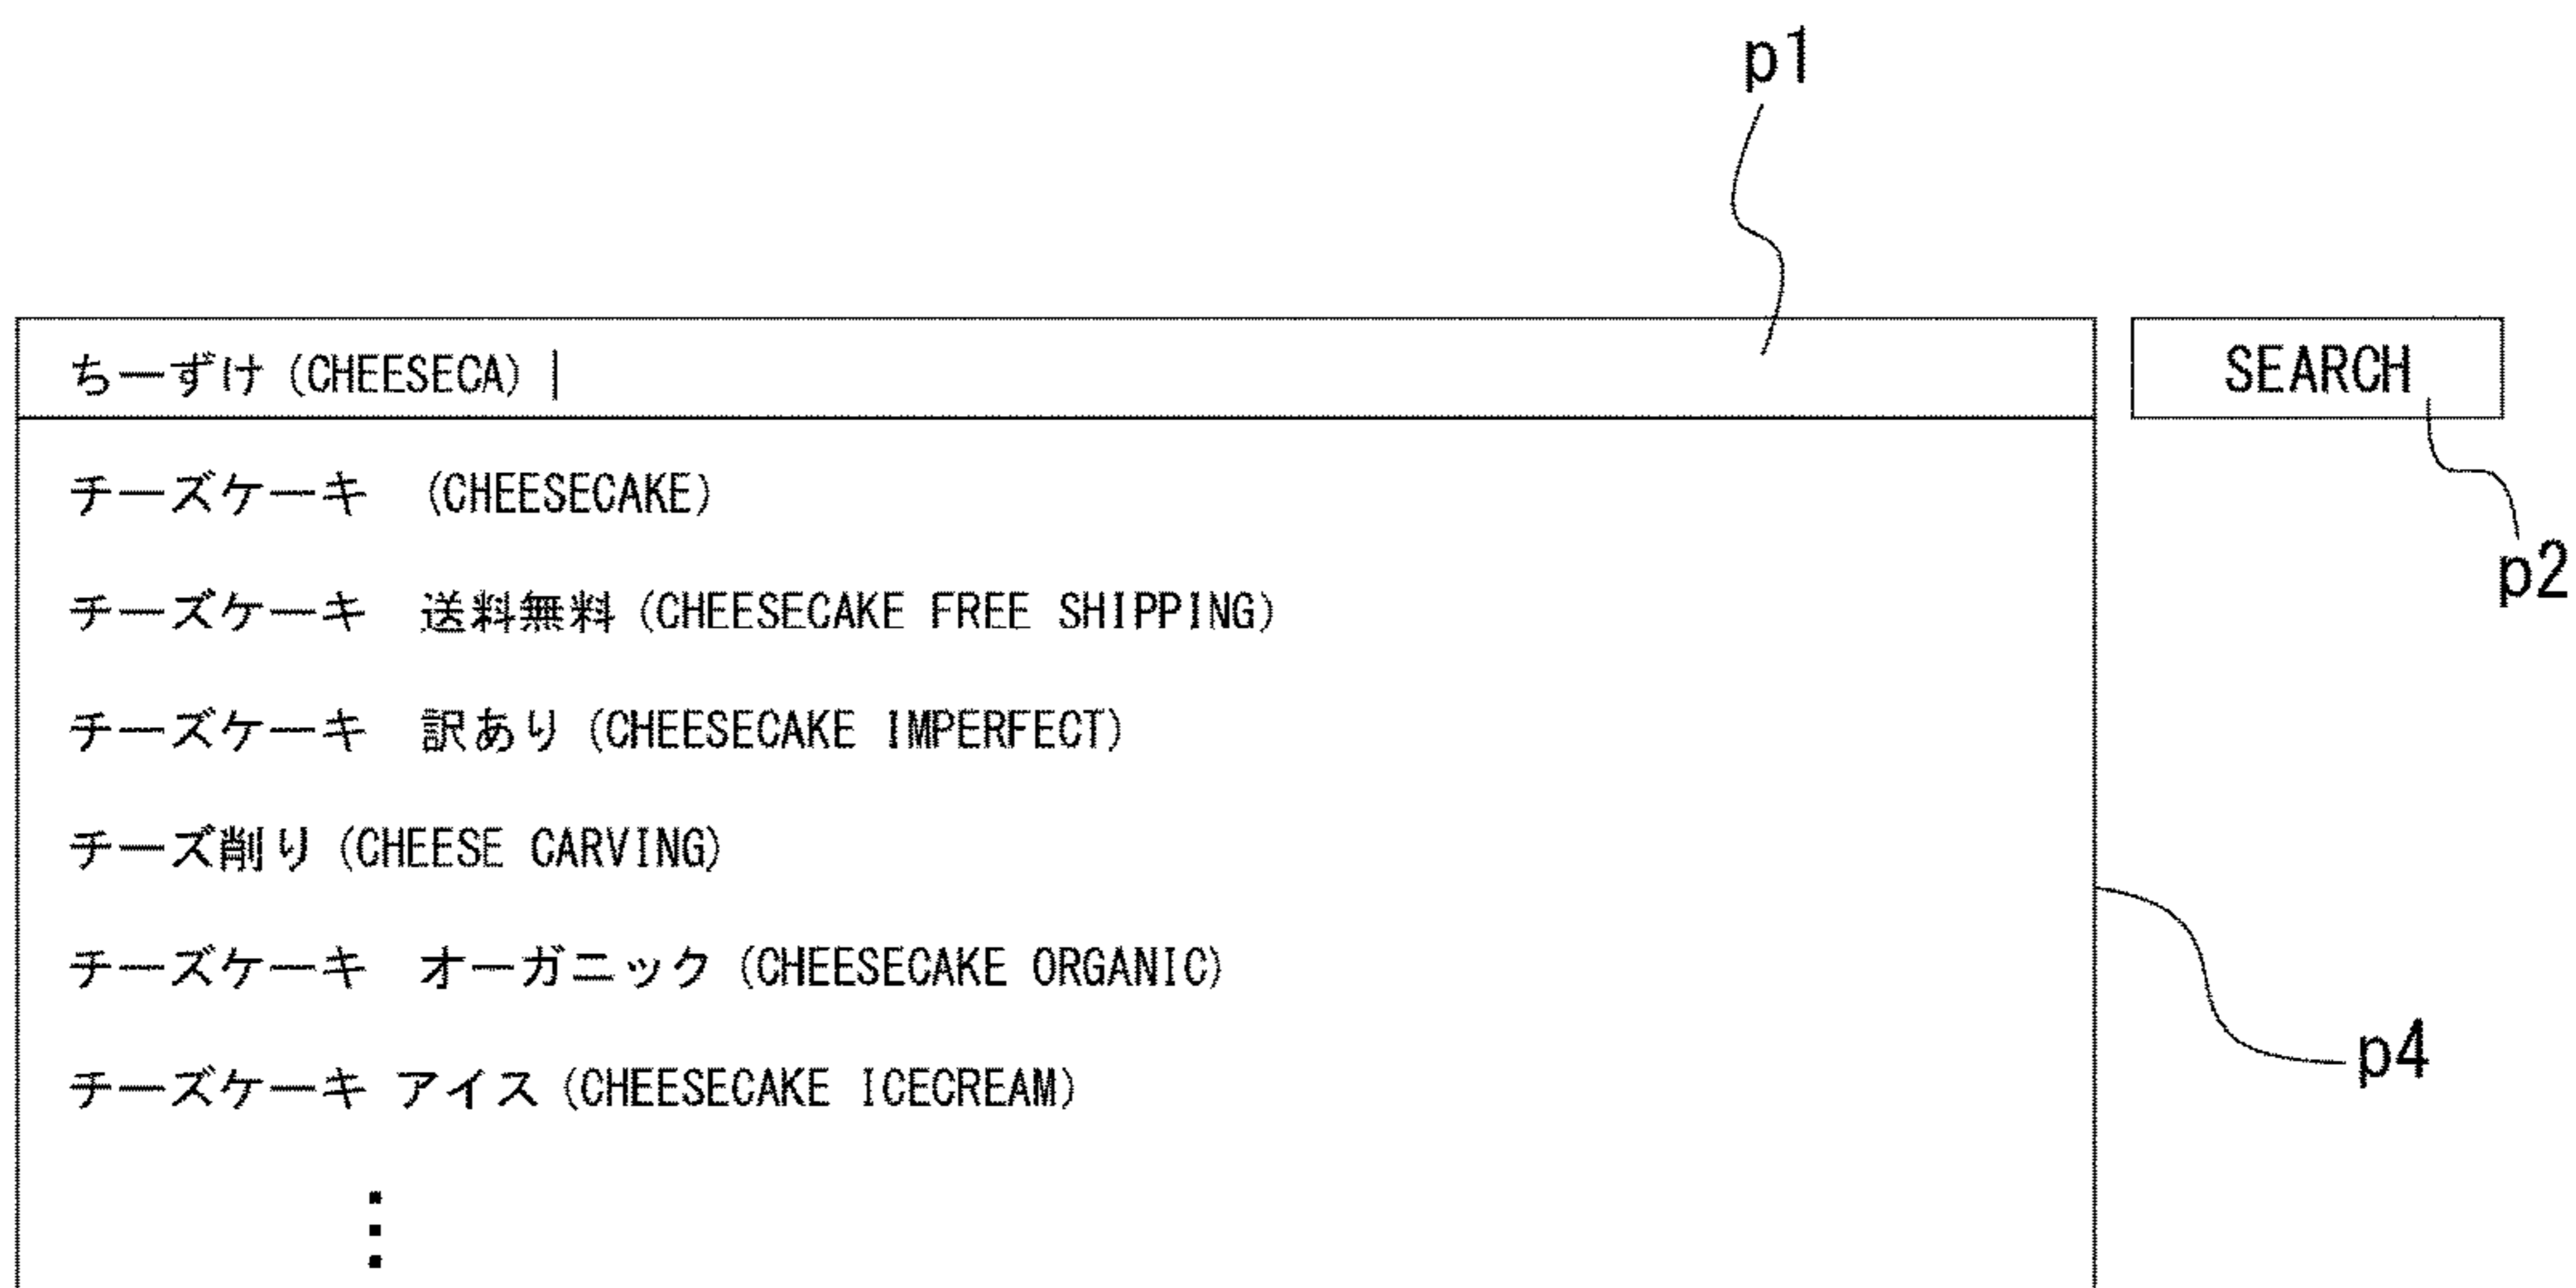 p1
ちーずけ (CHEESECA) |
SEARCH
チーズケーキ (CHEESECAKE)
p2
チーズケーキ 送料無料 (CHEESECAKE FREE SHIPPING)
チーズケーキ 訳あり (CHEESECAKE IMPERFECT)
チーズ削り (CHEESE CARVING)
チーズケーキ オーガニック (CHEESECAKE ORGANIC)
p4
チーズケーキ アイス (CHEESECAKE ICECREAM)